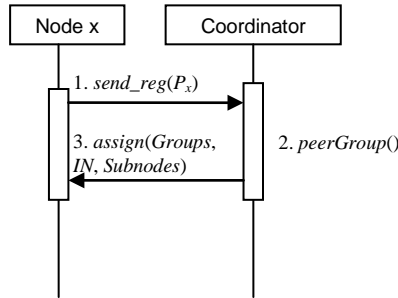 Node x
Coordinator
1. send_reg(Px)
3. assign(Groups,
IN, Subnodes)
2. peerGroup()